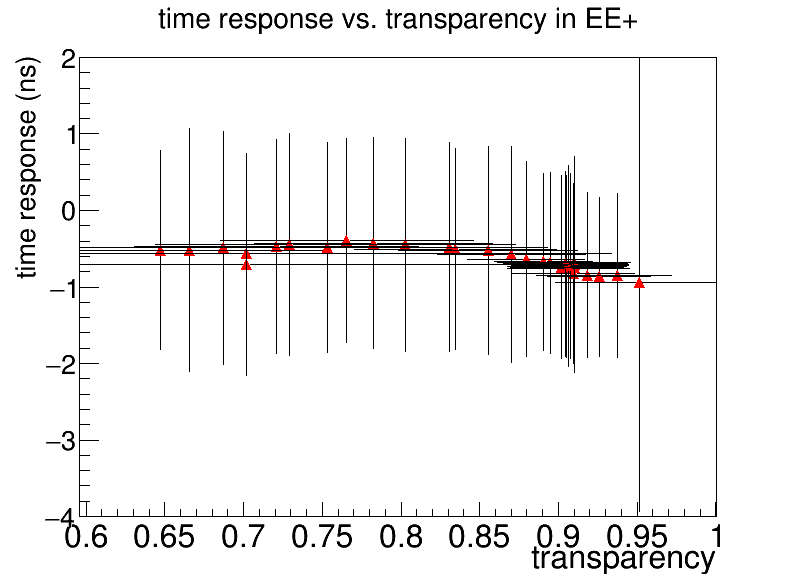 time response vs. transparency in EE+
time response (ns)
2
1
0
−1
−2
−3
−4
0.6 0.65 0.7 0.75 0.8 0.85 0.9 0.95 1
transparency